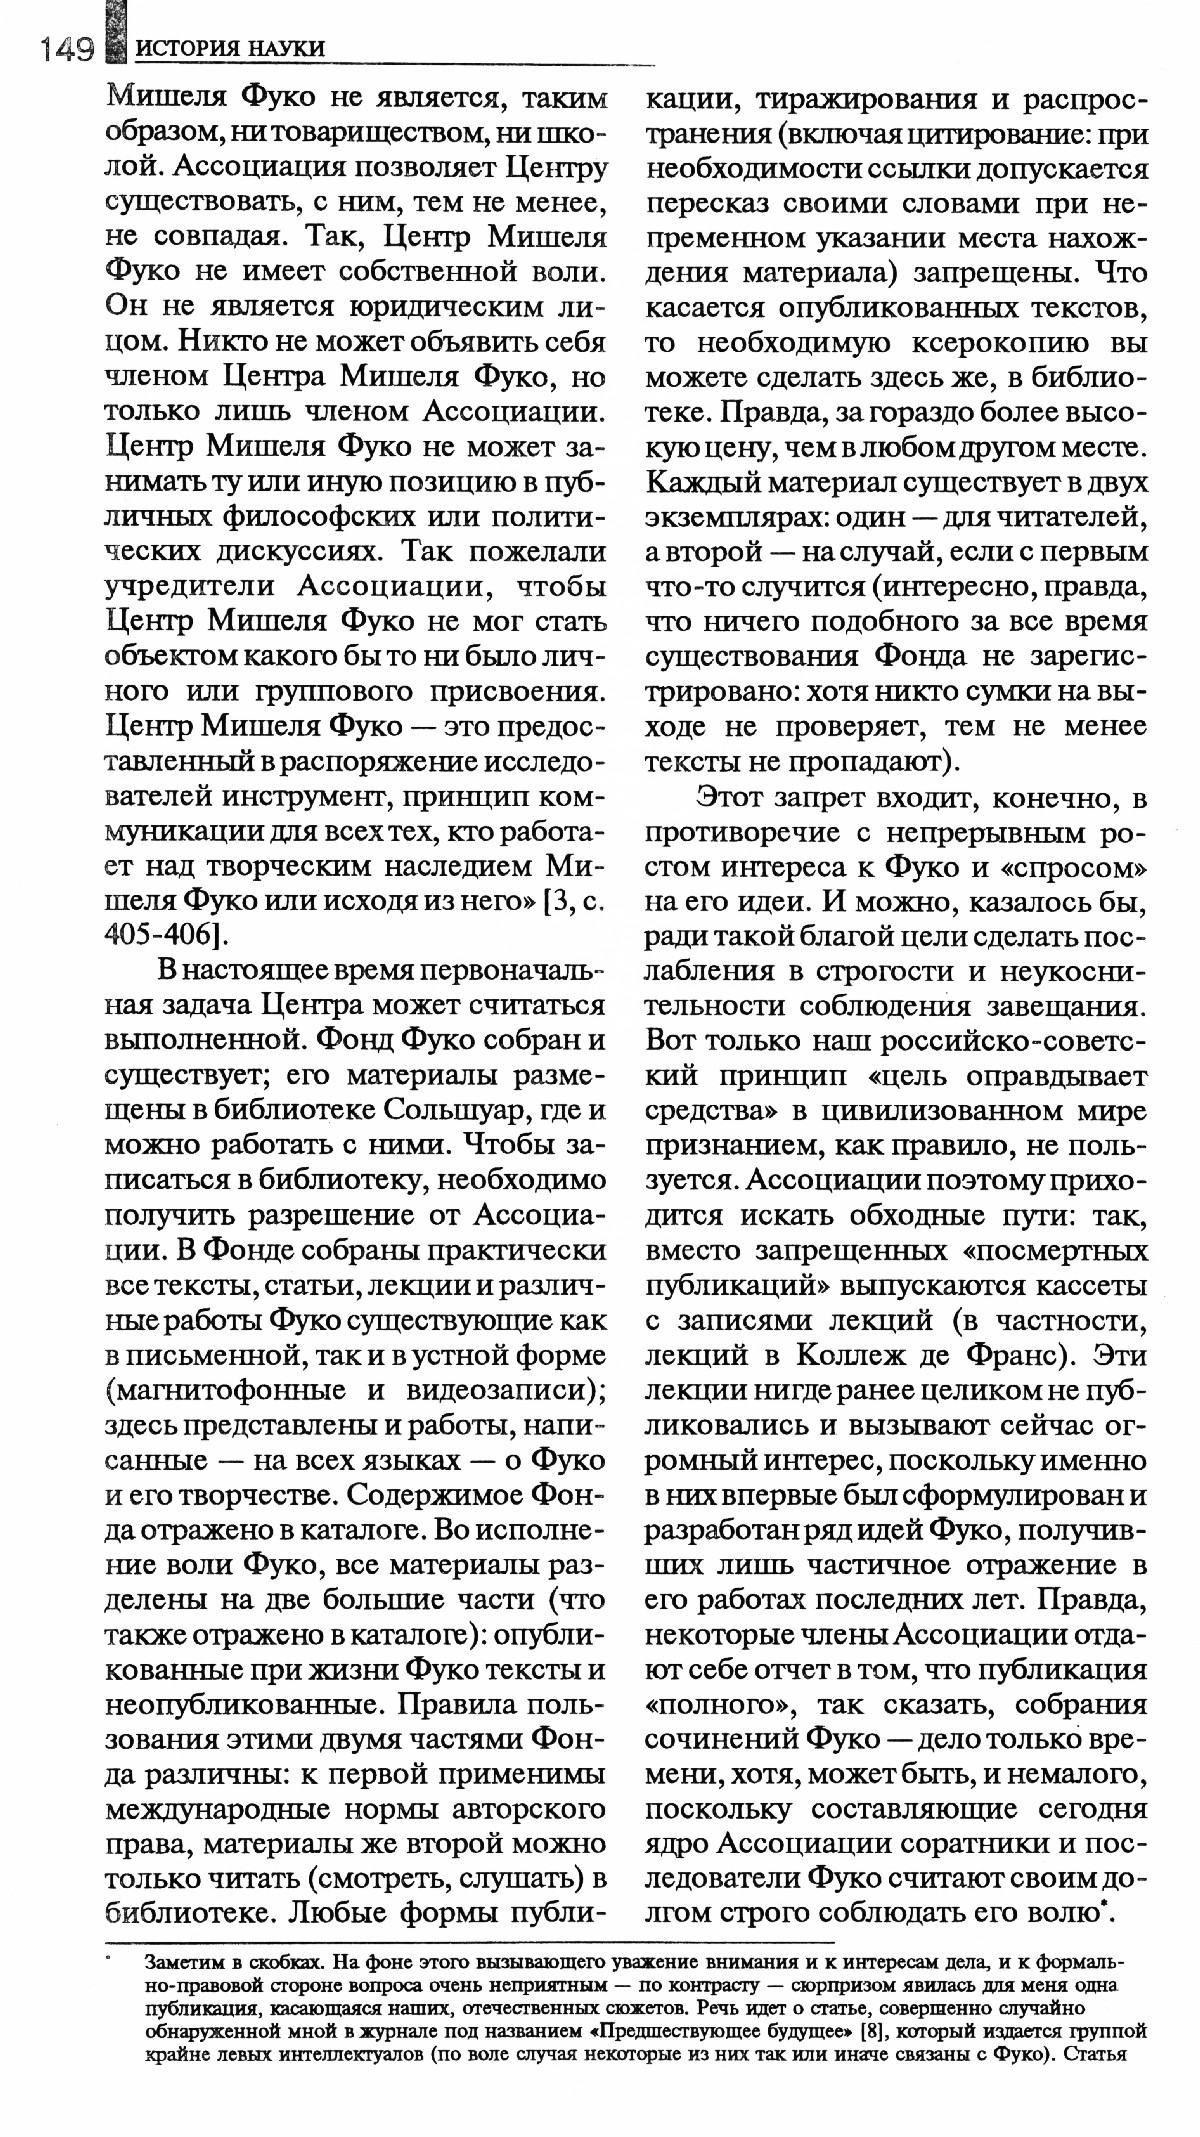 149 ИСТОРИЯ НАУКИ
Мишеля Фуко не является, таким
образом, ни товариществом, ни шко-
лой. Ассоциация позволяет Центру
существовать, с ним, тем не менее,
не совпадая. Так, Центр Мишеля
Фуко не имеет собственной воли.
Он не является юридическим ли-
цом. Никто не может объявить себя
членом Центра Мишеля Фуко, но
только лишь членом Ассоциации.
Центр Мишеля Фуко не может за-
нимать ту или иную позицию в пуб-
личных философских или полити-
ческих дискуссиях. Так пожелали
учредители Ассоциации, чтобы
Центр Мишеля Фуко не мог стать
объектом какого бы то ни было лич-
ного или группового присвоения.
Центр Мишеля Фуко — это предос-
тавленный в распоряжение исследо-
вателей инструмент, принцип ком-
муникации для всех тех, кто работа-
ет над творческим наследием Ми-
шеля Фуко или исходя из него» [3, с.
405-406].
В настоящее время первоначаль-
ная задача Центра может считаться
выполненной. Фонд Фуко собран и
существует; его материалы разме-
щены в библиотеке Сольшуар, где и
можно работать с ними. Чтобы за-
писаться в библиотеку, необходимо
получить разрешение от Ассоциа-
ции. В Фонде собраны практически
все тексты, статьи, лекции и различ-
ные работы Фуко существующие как
в письменной, так и в устной форме
(магнитофонные и видеозаписи);
здесь представлены и работы, напи-
санные — на всех языках — о Фуко
и его творчестве. Содержимое Фон-
да отражено в каталоге. Во исполне-
ние воли Фуко, все материалы раз-
делены на две большие части (что
также отражено в каталоге): опубли-
кованные при жизни Фуко тексты и
неопубликованные. Правила поль-
зования этими двумя частями Фон-
да различны: к первой применимы
международные нормы авторского
права, материалы же второй можно
только читать (смотреть, слушать) в
библиотеке. Любые формы публи-
кации, тиражирования и распрос-
транения (включая цитирование: при
необходимости ссылки допускается
пересказ своими словами при не-
пременном указании места нахож-
дения материала) запрещены. Что
касается опубликованных текстов,
то необходимую ксерокопию вы
можете сделать здесь же, в библио-
теке. Правда, за гораздо более высо-
кую цену, чем в любом другом месте.
Каждый материал существует в двух
экземплярах: один — для читателей,
а второй — на случай, если с первым
что-то случится (интересно, правда,
что ничего подобного за все время
существования Фонда не зарегис-
трировано: хотя никто сумки на вы-
ходе не проверяет, тем не менее
тексты не пропадают).
Этот запрет входит, конечно, в
противоречие с непрерывным ро-
стом интереса к Фуко и «спросом»
на его идеи. И можно, казалось бы,
ради такой благой цели сделать пос-
лабления в строгости и неукосни-
тельности соблюдения завещания.
Вот только наш российско-советс-
кий принцип «цель оправдывает
средства» в цивилизованном мире
признанием, как правило, не поль-
зуется. Ассоциации поэтому прихо-
дится искать обходные пути: так,
вместо запрещенных «посмертных
публикаций» выпускаются кассеты
с записями лекций (в частности,
лекций в Коллеж де Франс). Эти
лекции нигде ранее целиком не пуб-
ликовались и вызывают сейчас ог-
ромный интерес, поскольку именно
в них впервые был сформулирован и
разработан ряд идей Фуко, получив-
ших лишь частичное отражение в
его работах последних лет. Правда,
некоторые члены Ассоциации отда-
ют себе отчет в том, что публикация
«полного», так сказать, собрания
сочинений Фуко — дело только вре-
мени, хотя, может быть, и немалого,
поскольку составляющие сегодня
ядро Ассоциации соратники и пос-
ледователи Фуко считают своим до-
лгом строго соблюдать его волю*.
* Заметим в скобках. На фоне этого вызывающего уважение внимания и к интересам дела, и к формаль-
но-правовой стороне вопроса очень неприятным — по контрасту — сюрпризом явилась для меня одна
публикация, касающаяся наших, отечественных сюжетов. Речь идет о статье, совершенно случайно
обнаруженной мной в журнале под названием «Предшествующее будущее» [8], который издается группой
крайне левых интеллектуалов (по воле случая некоторые из них так или иначе связаны с Фуко). Статья